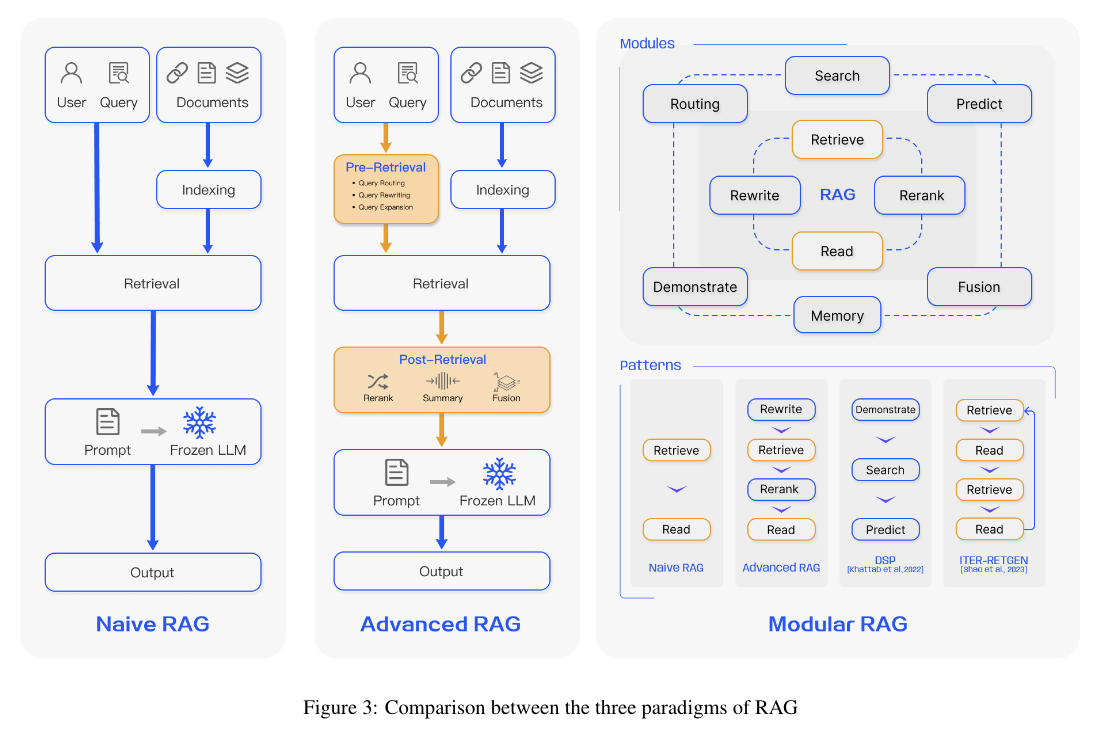 User Query
Documents
Indexing
Retrieval
Prompt
Frozen LLM
Output
Naive RAG
User Query
Documents
Pre-Retrieval
• Query Routing
• Query Rewriting
• Query Expansion
Indexing
Retrieval
Post-Retrieval
Rerank
Summary
Fusion
Prompt
Frozen LLM
Output
Advanced RAG
Modules
Search
Routing
Predict
Retrieve
Rewrite
RAG
Rerank
Read
Demonstrate
Fusion
Memory
Patterns
Retrieve
Read
Naive RAG
Rewrite
Retrieve
Rerank
Read
Advanced RAG
Demonstrate
Search
Predict
DSP
[Khattab et al.,2022]
Retrieve
Read
Retrieve
Read
ITER-RETGEN
[Shao et al., 2023]
Modular RAG
Figure 3: Comparison between the three paradigms of RAG